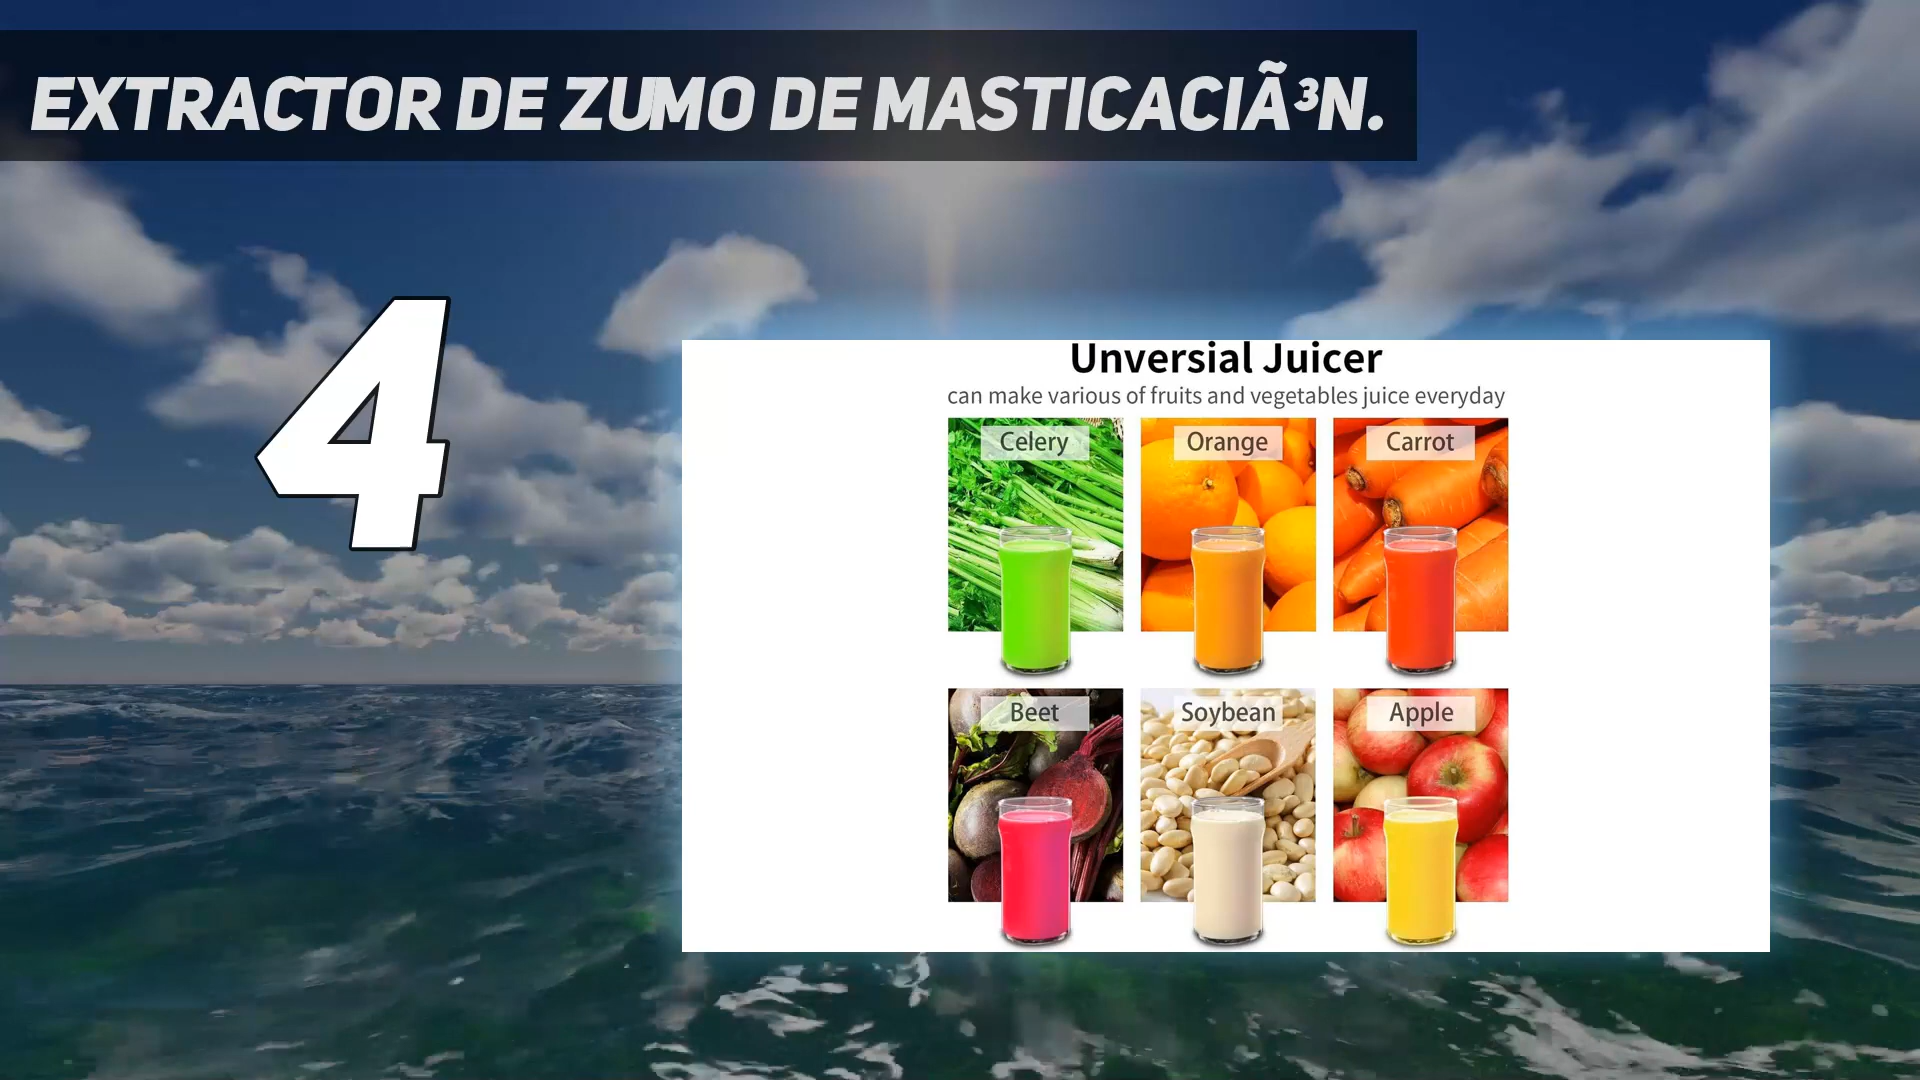 EXTRACTOR DE ZUMO DE MASTICACIÃ³N.
4
Unversial Juicer
can make various of fruits and vegetables juice everyday
Celery
Orange
Carrot
Beet
Soybean
Apple